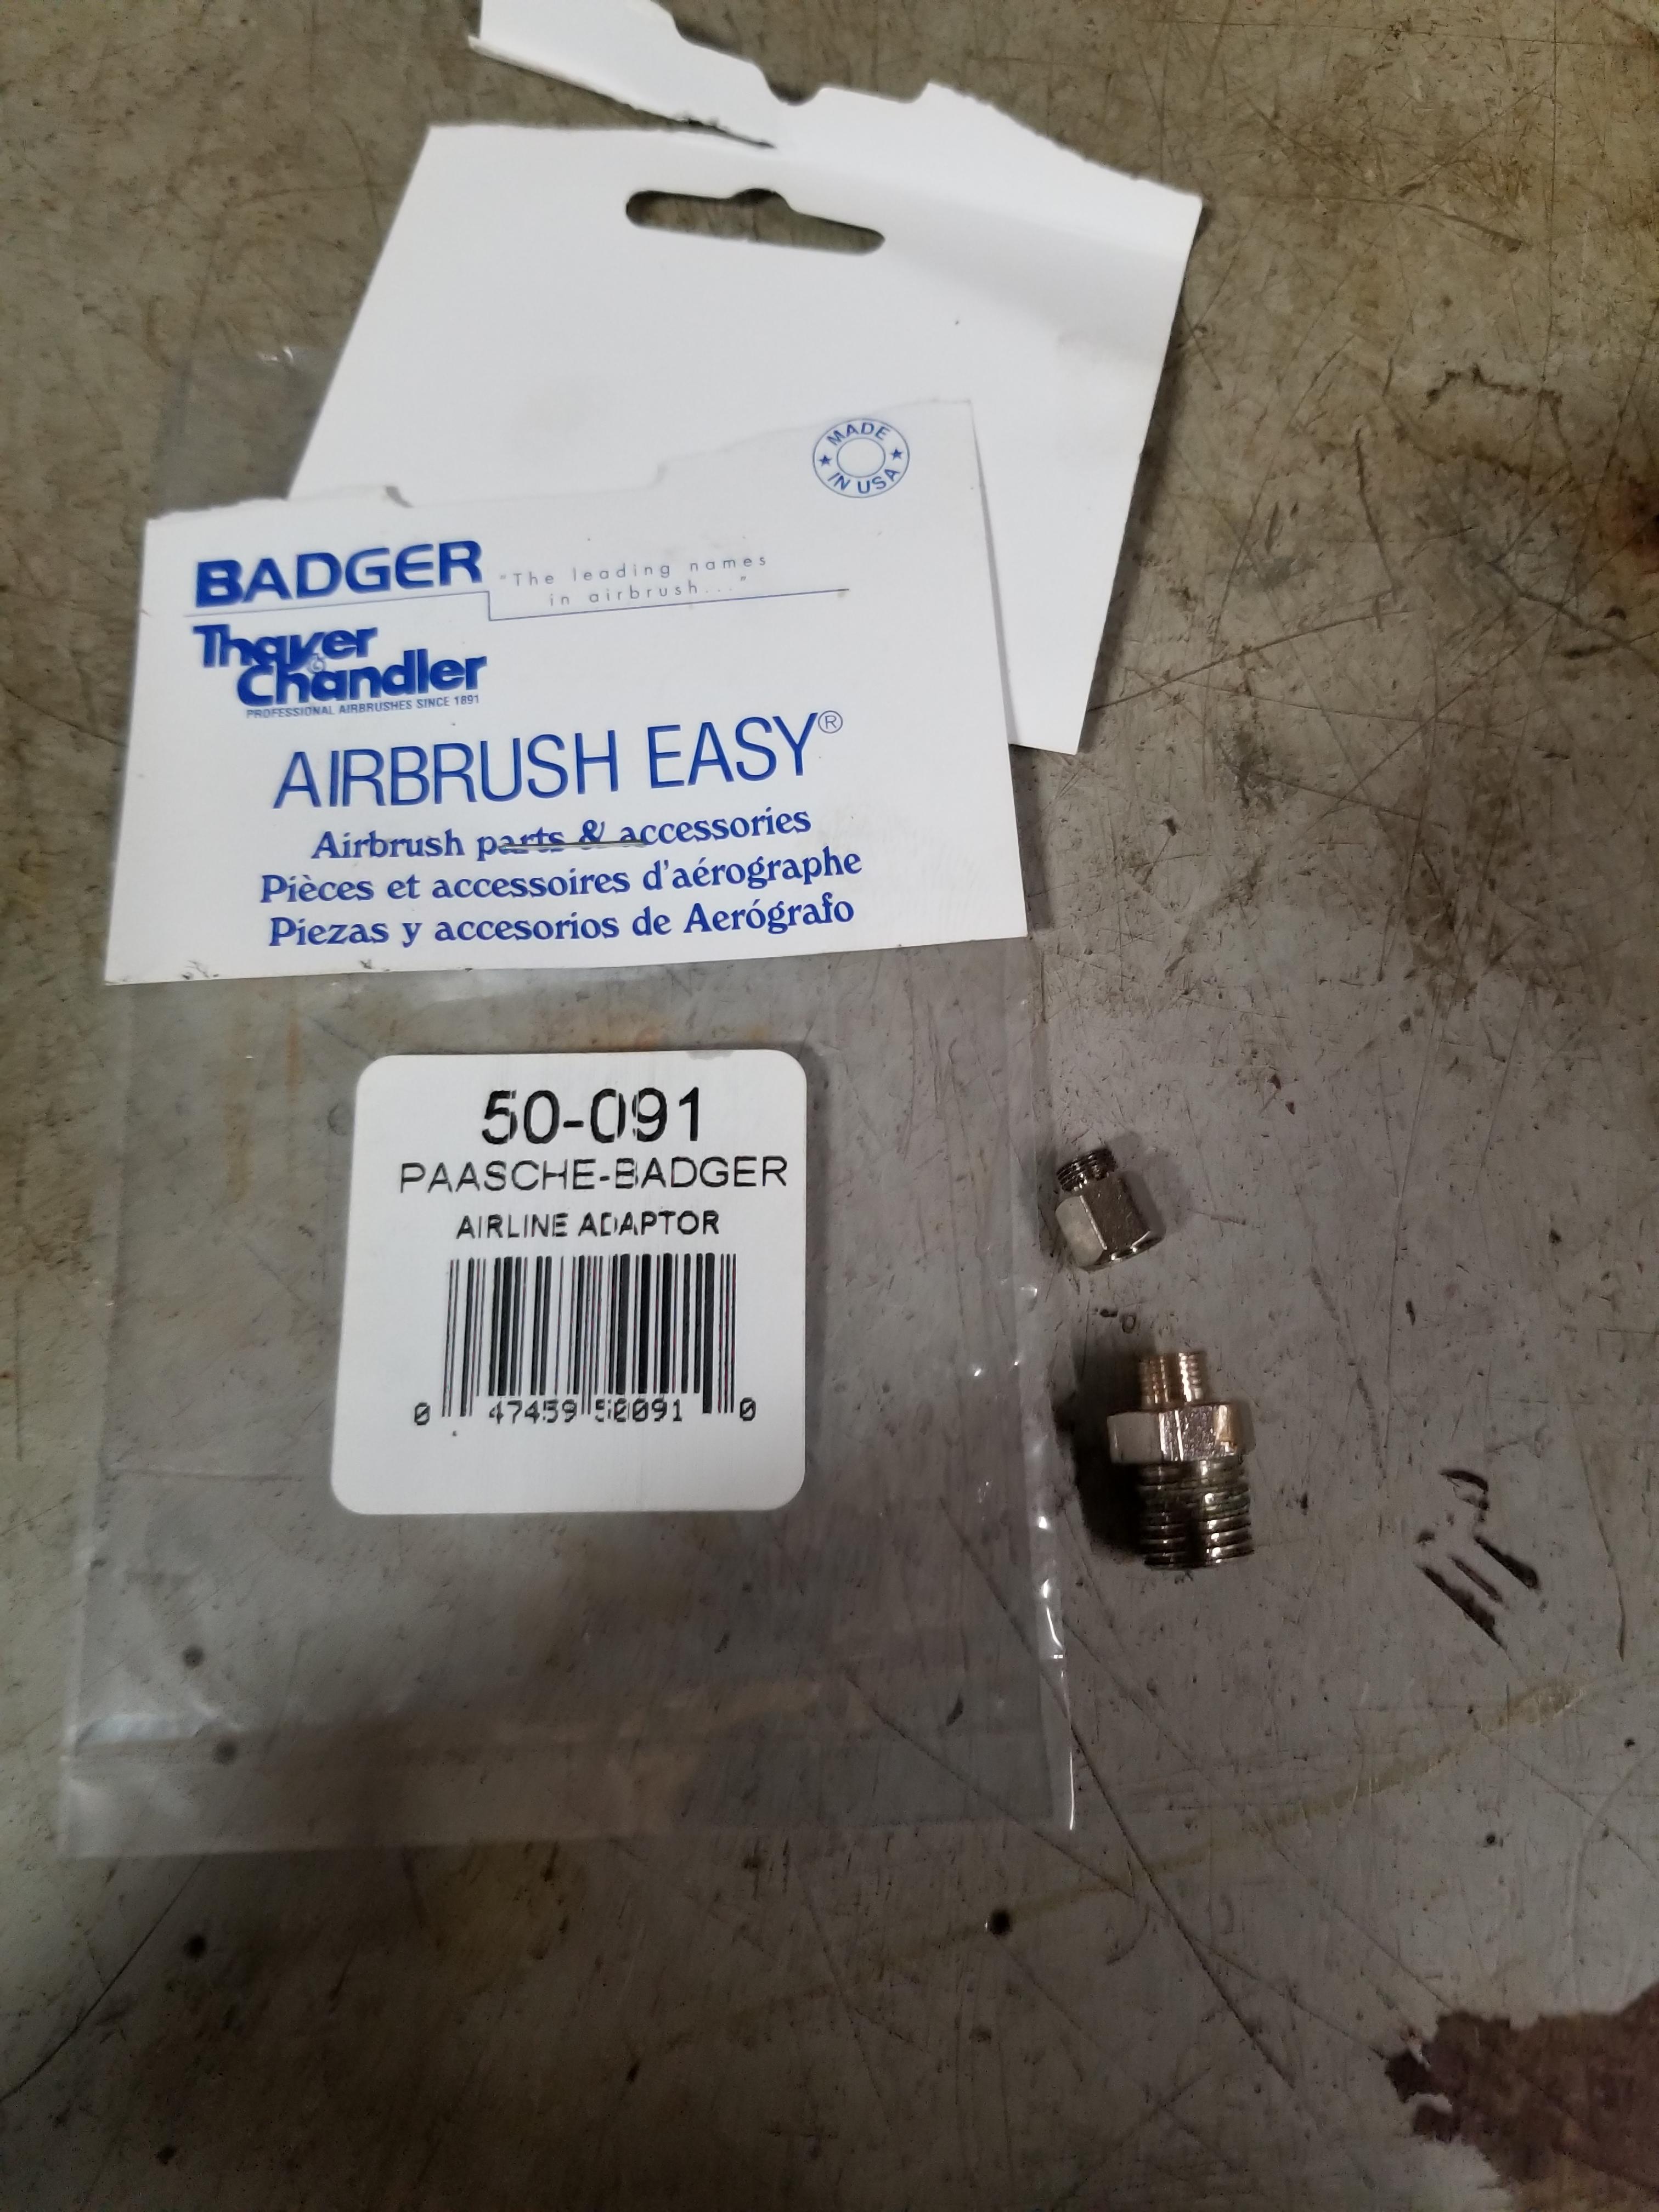 MADE
IN USA
BADGER
"The leading names
in airbrush..."
Thayer
& Chandler
PROFESSIONAL AIRBRUSHES SINCE 1891
AIRBRUSH EASY®
Airbrush parts & accessories
Pièces et accessoires d'aérographe
Piezas y accesorios de Aerógrafo
50-091
PAASCHE-BADGER
AIRLINE ADAPTOR
0 47459 50091 0